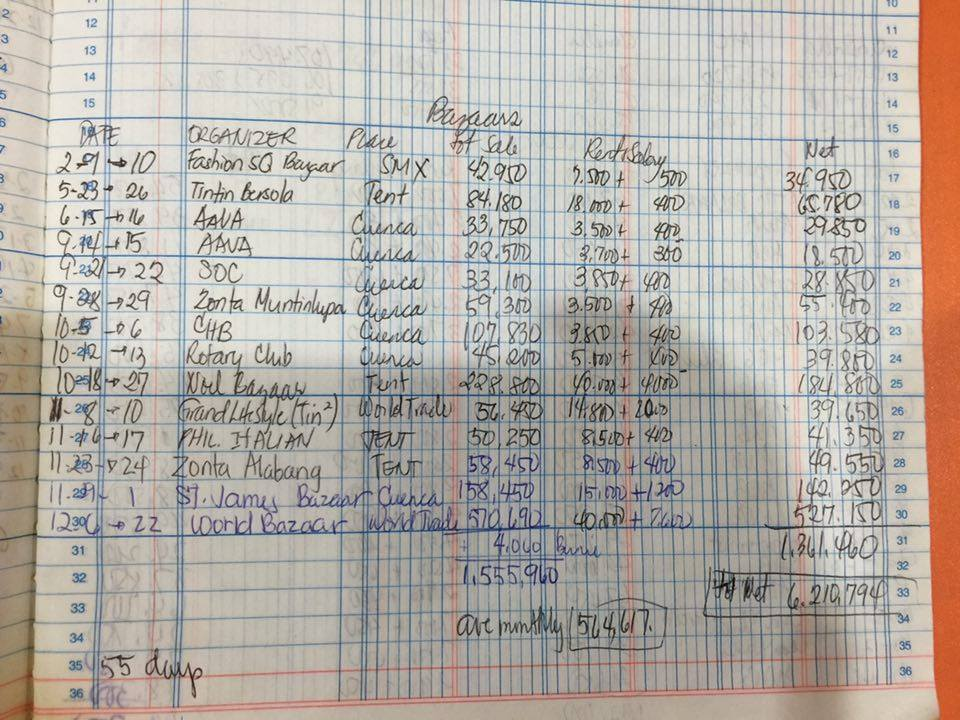 Bazaars
DATE ORGANIZER Place Tot Sale Rent+Salary Net
2-9 → 10 Fashion SQ Bazaar SMX 42,950 7,500 + 500 34,950
5-23 - 26 Tintin Bersola Tent 84,180 18,000 + 400 65,780
6-15 → 16 AAVA Cuenca 33,750 3,500 + 400 29,850
9-14 → 15 AAVA Cuenca 22,500 3,700 + 300 18,500
9-21 → 22 SOC Cuenca 33,100 3,850 + 400 28,850
9-28 → 29 Zonta Muntinlupa Cuenca 59,300 3,500 + 400 55,400
10-5 → 6 CHB Cuenca 107,830 3,850 + 400 103,580
10-12 → 13 Rotary Club Cuenca 45,200 5,000 + 400 39,800
10-18 → 27 Noel Bazaar Tent 228,800 40,000 + 4000 184,800
11-8 → 10 Grand Lifestyle (Tin²) World Trade 56,450 14,800 + 2000 39,650
11-16 → 17 PHIL. ITALIAN TENT 50,250 8,500 + 400 41,350
11-23 → 24 Zonta Alabang TENT 58,450 8,500 + 400 49,550
11-29 - 1 ST. James Bazaar Cuenca 158,450 15,000 + 1200 142,250
12-6 → 22 World Bazaar World Trade 570,692 40,000 + 7,600 527,150
+ 4,060 1,361,460
1,555,960
Tot Net 6,210,794
ave monthly 564,617.
55 days